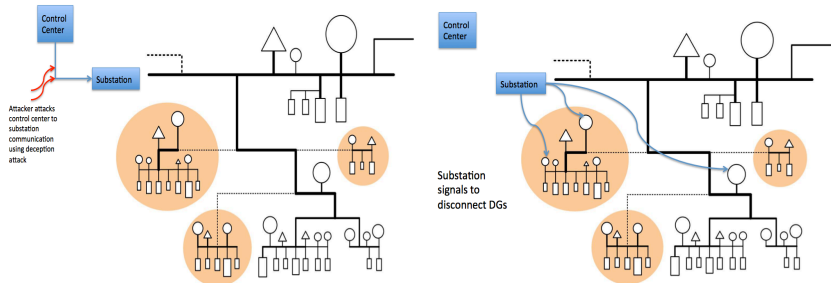 Control
Center
Substation
Attacker attacks
control center to
substation
communication
using deception
attack
Control
Center
Substation
Substation
signals to
disconnect DGs